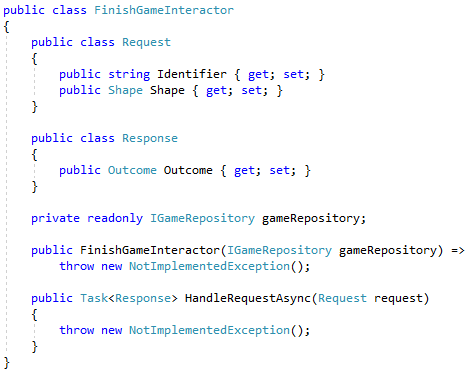 public class FinishGameInteractor
{
    public class Request
    {
        public string Identifier { get; set; }
        public Shape Shape { get; set; }
    }

    public class Response
    {
        public Outcome Outcome { get; set; }
    }

    private readonly IGameRepository gameRepository;

    public FinishGameInteractor(IGameRepository gameRepository) =>
        throw new NotImplementedException();

    public Task<Response> HandleRequestAsync(Request request)
    {
        throw new NotImplementedException();
    }
}